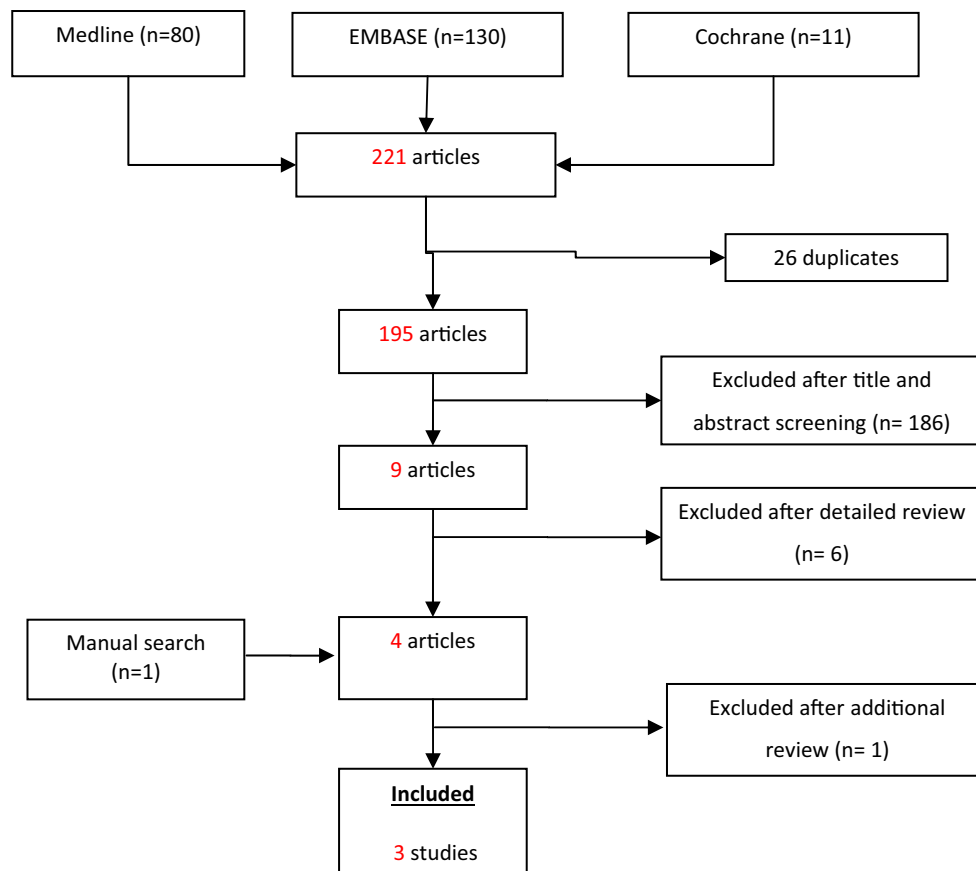 Medline (n=80)
EMBASE (n=130)
Cochrane (n=11)
221 articles
26 duplicates
195 articles
Excluded after title and
abstract screening (n= 186)
9 articles
Excluded after detailed review
(n= 6)
Manual search
(n=1)
4 articles
Excluded after additional
review (n= 1)
Included
3 studies